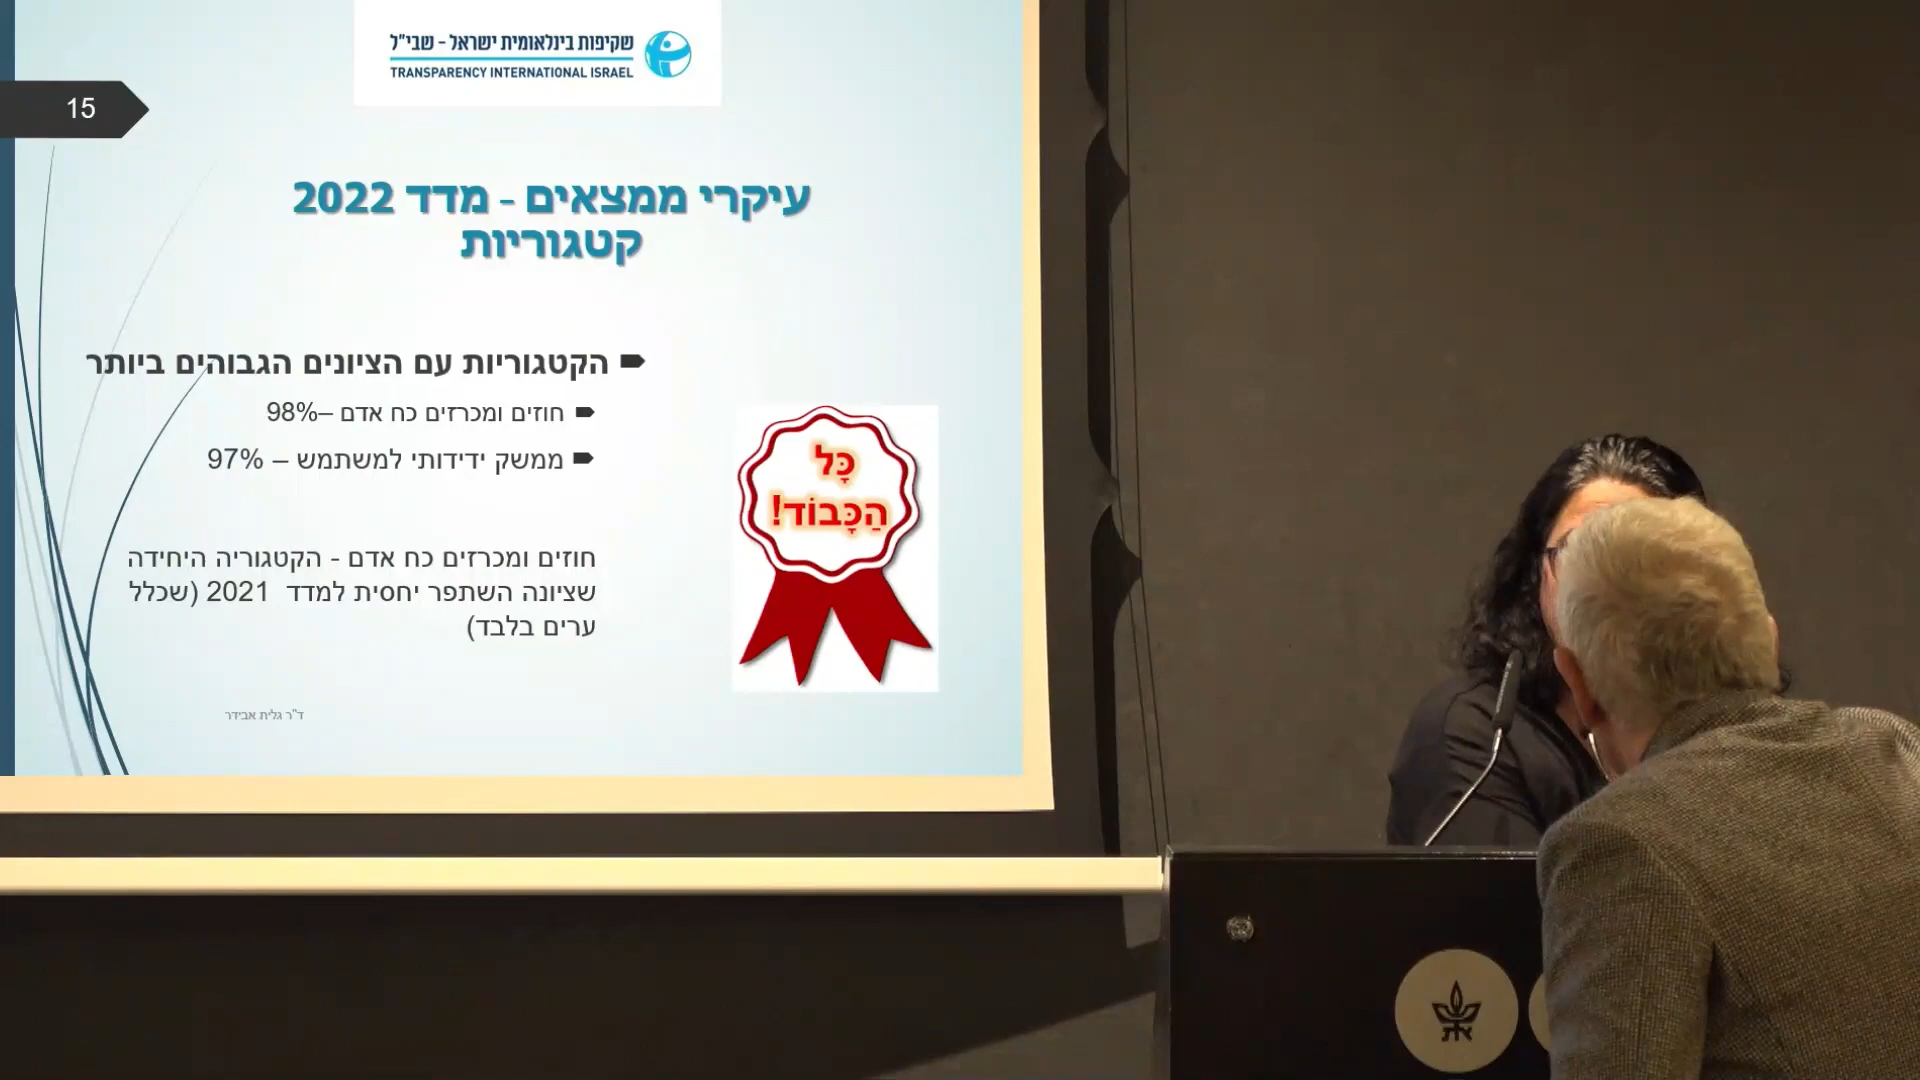 שקיפות בינלאומית ישראל - שבי"ל
TRANSPARENCY INTERNATIONAL ISRAEL
15
עיקרי ממצאים - מדד 2022
קטגוריות
הקטגוריות עם הציונים הגבוהים ביותר
חוזים ומכרזים כח אדם –98%
ממשק ידידותי למשתמש – 97%
כָּל
הַכָּבוֹד!
חוזים ומכרזים כח אדם - הקטגוריה היחידה
שציונה השתפר יחסית למדד 2021 (שכלל
ערים בלבד)
ד"ר גלית אבידר